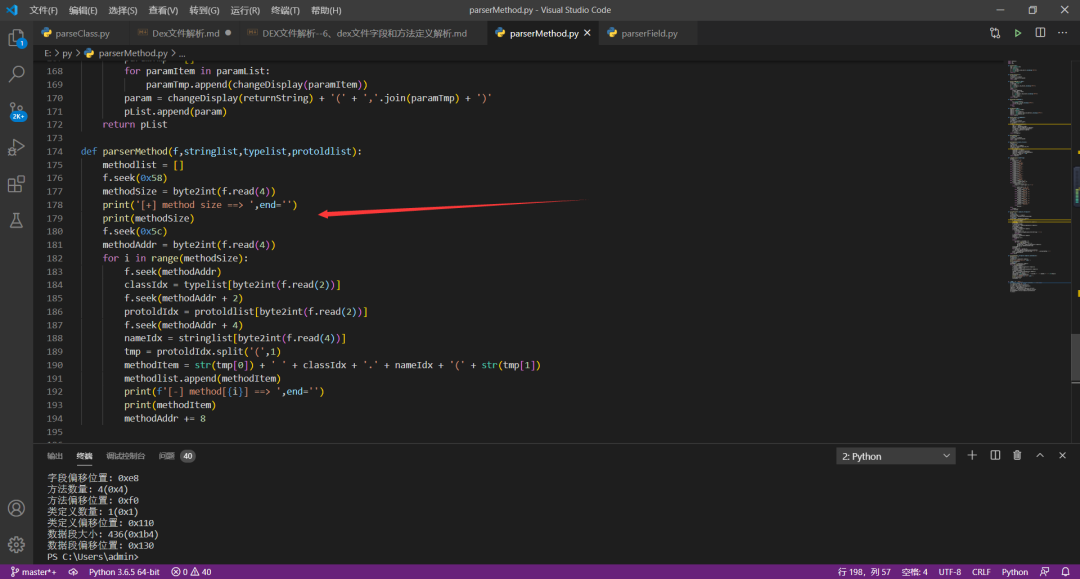 文件(F) 编辑(E) 选择(S) 查看(V) 转到(G) 运行(R) 终端(T) 帮助(H) parserMethod.py - Visual Studio Code
parseClass.py Dex文件解析.md DEX文件解析--6、dex文件字段和方法定义解析.md parserMethod.py parserField.py
E: > py > parserMethod.py > ...
168 for paramItem in paramList:
169 paramTmp.append(changeDisplay(paramItem))
170 param = changeDisplay(returnString) + '(' + ','.join(paramTmp) + ')'
171 pList.append(param)
172 return pList
173
174 def parserMethod(f,stringlist,typelist,protoldlist):
175 methodlist = []
176 f.seek(0x58)
177 methodSize = byte2int(f.read(4))
178 print('[+] method size ==> ',end='')
179 print(methodSize)
180 f.seek(0x5c)
181 methodAddr = byte2int(f.read(4))
182 for i in range(methodSize):
183 f.seek(methodAddr)
184 classIdx = typelist[byte2int(f.read(2))]
185 f.seek(methodAddr + 2)
186 protoldIdx = protoldlist[byte2int(f.read(2))]
187 f.seek(methodAddr + 4)
188 nameIdx = stringlist[byte2int(f.read(4))]
189 tmp = protoldIdx.split('(',1)
190 methodItem = str(tmp[0]) + ' ' + classIdx + '.' + nameIdx + '(' + str(tmp[1])
191 methodlist.append(methodItem)
192 print(f'[-] method[{i}] ==> ',end='')
193 print(methodItem)
194 methodAddr += 8
195
1
2K+
输出 终端 调试控制台 问题 40 2: Python
字段偏移位置: 0xe8
方法数量: 4(0x4)
方法偏移位置: 0xf0
类定义数量: 1(0x1)
类定义偏移位置: 0x110
数据段大小: 436(0x1b4)
数据段偏移位置: 0x130
PS C:\Users\admin>
master*+ Python 3.6.5 64-bit 0 40 行 198，列 57 空格: 4 UTF-8 CRLF Python